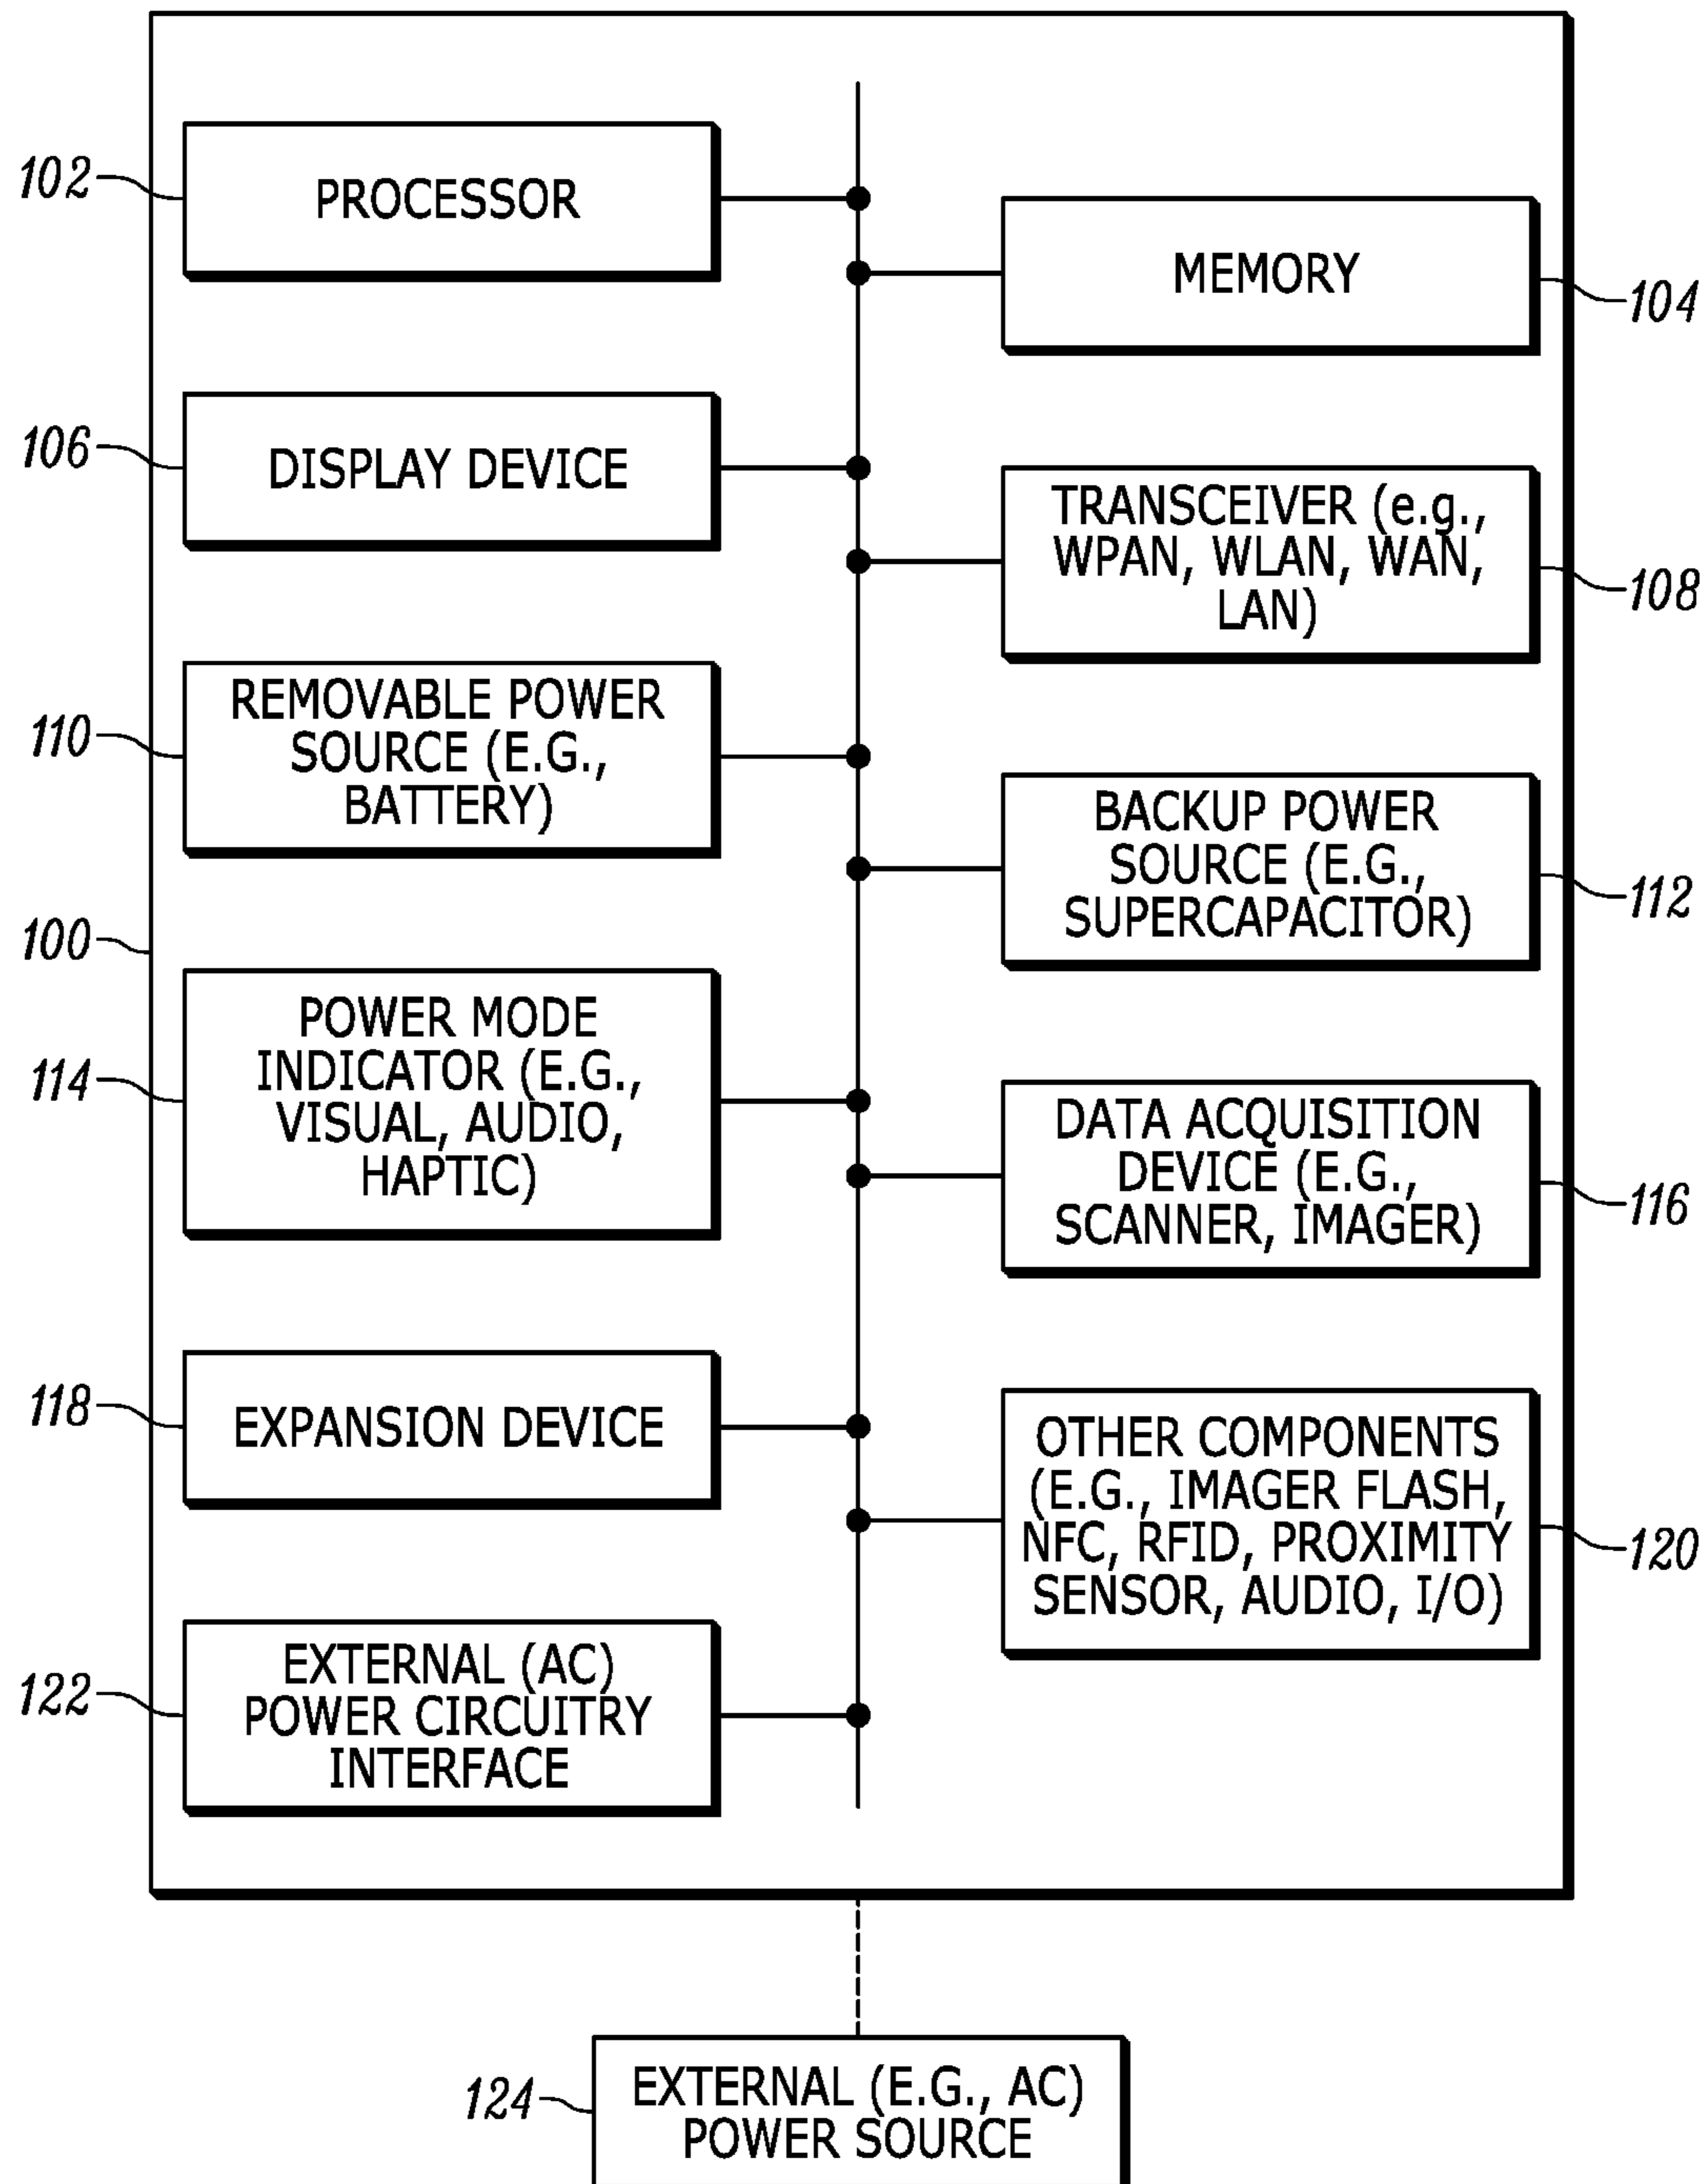 102
PROCESSOR
MEMORY
104
106
DISPLAY DEVICE
TRANSCEIVER (e.g.,
WPAN, WLAN, WAN,
LAN)
108
110
REMOVABLE POWER
SOURCE (E.G.,
BATTERY)
BACKUP POWER
SOURCE (E.G.,
SUPERCAPACITOR)
112
100
114
POWER MODE
INDICATOR (E.G.,
VISUAL, AUDIO,
HAPTIC)
DATA ACQUISITION
DEVICE (E.G.,
SCANNER, IMAGER)
116
118
EXPANSION DEVICE
OTHER COMPONENTS
(E.G., IMAGER FLASH,
NFC, RFID, PROXIMITY
SENSOR, AUDIO, I/O)
120
122
EXTERNAL (AC)
POWER CIRCUITRY
INTERFACE
124
EXTERNAL (E.G., AC)
POWER SOURCE